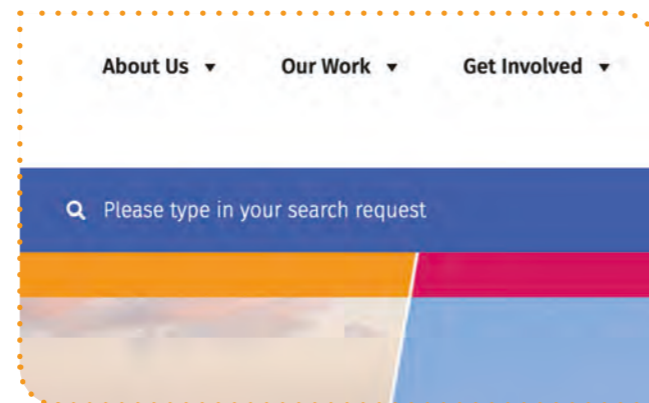 About Us ▼ Our Work ▼ Get Involved ▼
Please type in your search request